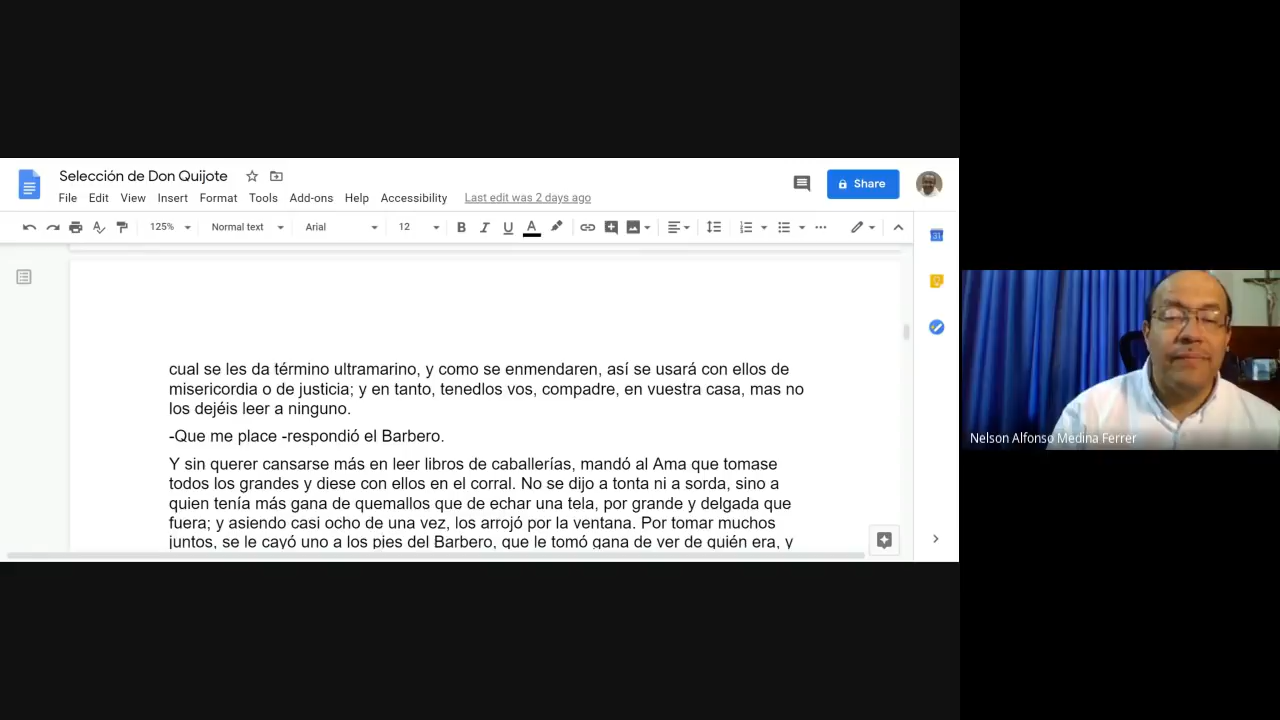 Selección de Don Quijote
File Edit View Insert Format Tools Add-ons Help Accessibility Last edit was 2 days ago
Share
125% Normal text Arial 12 B I U A
31
cual se les da término ultramarino, y como se enmendaren, así se usará con ellos de
misericordia o de justicia; y en tanto, tenedlos vos, compadre, en vuestra casa, mas no
los dejéis leer a ninguno.
-Que me place -respondió el Barbero.
Y sin querer cansarse más en leer libros de caballerías, mandó al Ama que tomase
todos los grandes y diese con ellos en el corral. No se dijo a tonta ni a sorda, sino a
quien tenía más gana de quemallos que de echar una tela, por grande y delgada que
fuera; y asiendo casi ocho de una vez, los arrojó por la ventana. Por tomar muchos
juntos, se le cayó uno a los pies del Barbero, que le tomó gana de ver de quién era, y
Nelson Alfonso Medina Ferrer